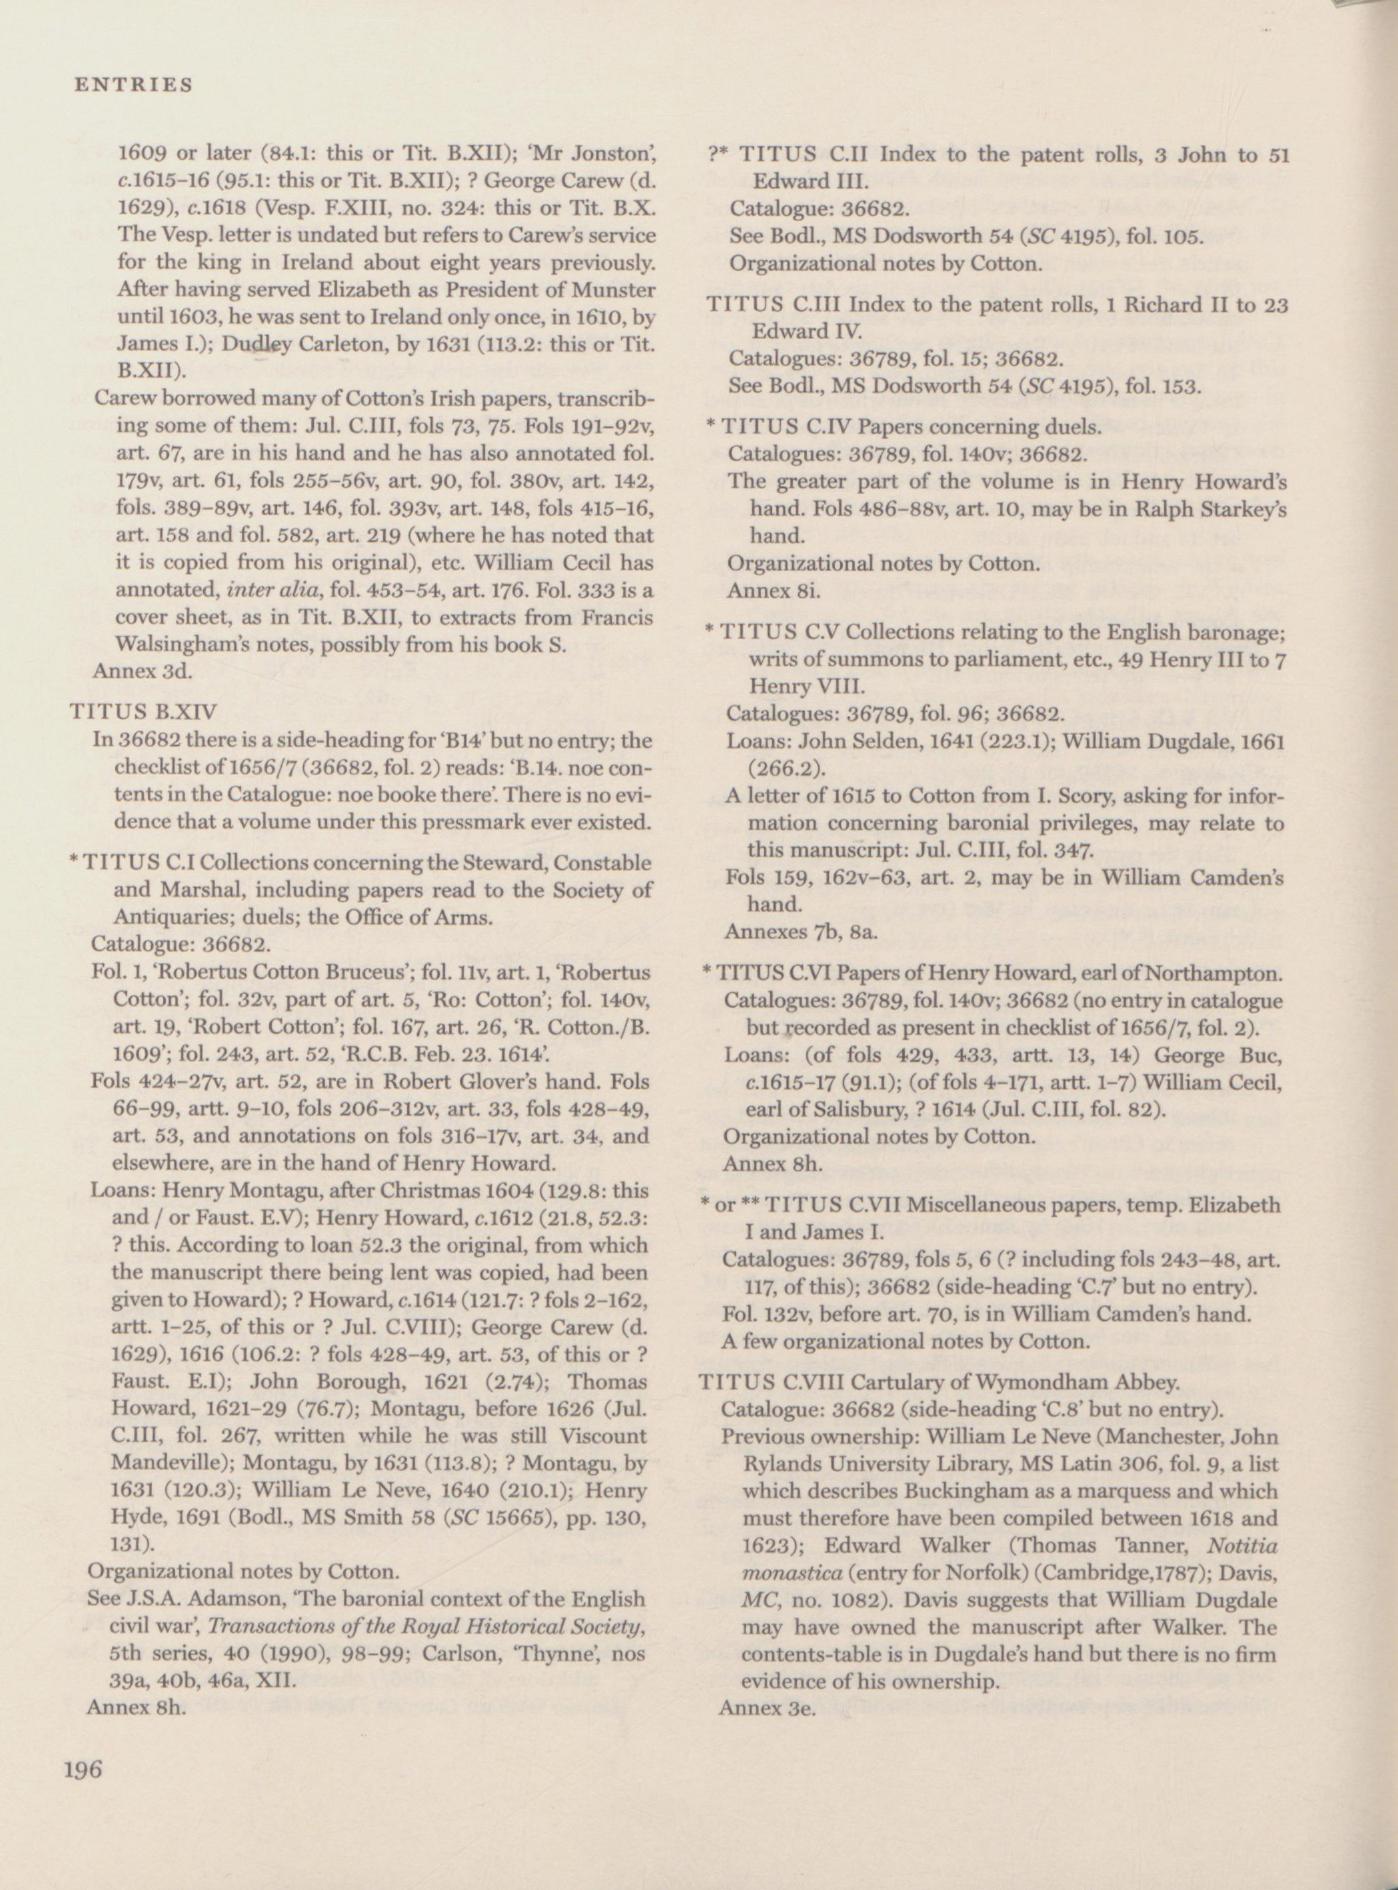 ENTRIES
1609 or later (84.1: this or Tit. B.XII); ‘Mr Jonston’,
c.1615–16 (95.1: this or Tit. B.XII); ? George Carew (d.
1629), c.1618 (Vesp. F.XIII, no. 324: this or Tit. B.X.
The Vesp. letter is undated but refers to Carew’s service
for the king in Ireland about eight years previously.
After having served Elizabeth as President of Munster
until 1603, he was sent to Ireland only once, in 1610, by
James I.); Dudley Carleton, by 1631 (113.2: this or Tit.
B.XII).
Carew borrowed many of Cotton’s Irish papers, transcrib-
ing some of them: Jul. C.III, fols 73, 75. Fols 191–92v,
art. 67, are in his hand and he has also annotated fol.
179v, art. 61, fols 255–56v, art. 90, fol. 380v, art. 142,
fols. 389–89v, art. 146, fol. 393v, art. 148, fols 415–16,
art. 158 and fol. 582, art. 219 (where he has noted that
it is copied from his original), etc. William Cecil has
annotated, inter alia, fol. 453–54, art. 176. Fol. 333 is a
cover sheet, as in Tit. B.XII, to extracts from Francis
Walsingham’s notes, possibly from his book S.
Annex 3d.
TITUS B.XIV
In 36682 there is a side-heading for ‘B14’ but no entry; the
checklist of 1656/7 (36682, fol. 2) reads: ‘B.14. noe con-
tents in the Catalogue: noe booke there’. There is no evi-
dence that a volume under this pressmark ever existed.
* TITUS C.I Collections concerning the Steward, Constable
and Marshal, including papers read to the Society of
Antiquaries; duels; the Office of Arms.
Catalogue: 36682.
Fol. 1, ‘Robertus Cotton Bruceus’; fol. 11v, art. 1, ‘Robertus
Cotton’; fol. 32v, part of art. 5, ‘Ro: Cotton’; fol. 140v,
art. 19, ‘Robert Cotton’; fol. 167, art. 26, ‘R. Cotton./B.
1609’; fol. 243, art. 52, ‘R.C.B. Feb. 23. 1614’.
Fols 424–27v, art. 52, are in Robert Glover’s hand. Fols
66–99, artt. 9–10, fols 206–312v, art. 33, fols 428–49,
art. 53, and annotations on fols 316–17v, art. 34, and
elsewhere, are in the hand of Henry Howard.
Loans: Henry Montagu, after Christmas 1604 (129.8: this
and / or Faust. E.V); Henry Howard, c.1612 (21.8, 52.3:
? this. According to loan 52.3 the original, from which
the manuscript there being lent was copied, had been
given to Howard); ? Howard, c.1614 (121.7: ? fols 2–162,
artt. 1–25, of this or ? Jul. C.VIII); George Carew (d.
1629), 1616 (106.2: ? fols 428–49, art. 53, of this or ?
Faust. E.I); John Borough, 1621 (2.74); Thomas
Howard, 1621–29 (76.7); Montagu, before 1626 (Jul.
C.III, fol. 267, written while he was still Viscount
Mandeville); Montagu, by 1631 (113.8); ? Montagu, by
1631 (120.3); William Le Neve, 1640 (210.1); Henry
Hyde, 1691 (Bodl., MS Smith 58 (SC 15665), pp. 130,
131).
Organizational notes by Cotton.
See J.S.A. Adamson, ‘The baronial context of the English
civil war’, Transactions of the Royal Historical Society,
5th series, 40 (1990), 98–99; Carlson, ‘Thynne’, nos
39a, 40b, 46a, XII.
Annex 8h.
?* TITUS C.II Index to the patent rolls, 3 John to 51
Edward III.
Catalogue: 36682.
See Bodl., MS Dodsworth 54 (SC 4195), fol. 105.
Organizational notes by Cotton.
TITUS C.III Index to the patent rolls, 1 Richard II to 23
Edward IV.
Catalogues: 36789, fol. 15; 36682.
See Bodl., MS Dodsworth 54 (SC 4195), fol. 153.
* TITUS C.IV Papers concerning duels.
Catalogues: 36789, fol. 140v; 36682.
The greater part of the volume is in Henry Howard’s
hand. Fols 486–88v, art. 10, may be in Ralph Starkey’s
hand.
Organizational notes by Cotton.
Annex 8i.
* TITUS C.V Collections relating to the English baronage;
writs of summons to parliament, etc., 49 Henry III to 7
Henry VIII.
Catalogues: 36789, fol. 96; 36682.
Loans: John Selden, 1641 (223.1); William Dugdale, 1661
(266.2).
A letter of 1615 to Cotton from I. Scory, asking for infor-
mation concerning baronial privileges, may relate to
this manuscript: Jul. C.III, fol. 347.
Fols 159, 162v–63, art. 2, may be in William Camden’s
hand.
Annexes 7b, 8a.
* TITUS C.VI Papers of Henry Howard, earl of Northampton.
Catalogues: 36789, fol. 140v; 36682 (no entry in catalogue
but recorded as present in checklist of 1656/7, fol. 2).
Loans: (of fols 429, 433, artt. 13, 14) George Buc,
c.1615–17 (91.1); (of fols 4–171, artt. 1–7) William Cecil,
earl of Salisbury, ? 1614 (Jul. C.III, fol. 82).
Organizational notes by Cotton.
Annex 8h.
* or ** TITUS C.VII Miscellaneous papers, temp. Elizabeth
I and James I.
Catalogues: 36789, fols 5, 6 (? including fols 243–48, art.
117, of this); 36682 (side-heading ‘C.7’ but no entry).
Fol. 132v, before art. 70, is in William Camden’s hand.
A few organizational notes by Cotton.
TITUS C.VIII Cartulary of Wymondham Abbey.
Catalogue: 36682 (side-heading ‘C.8’ but no entry).
Previous ownership: William Le Neve (Manchester, John
Rylands University Library, MS Latin 306, fol. 9, a list
which describes Buckingham as a marquess and which
must therefore have been compiled between 1618 and
1623); Edward Walker (Thomas Tanner, Notitia
monastica (entry for Norfolk) (Cambridge,1787); Davis,
MC, no. 1082). Davis suggests that William Dugdale
may have owned the manuscript after Walker. The
contents-table is in Dugdale’s hand but there is no firm
evidence of his ownership.
Annex 3e.
196